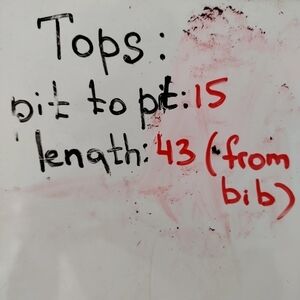 Tops:
pit to pit: 15
length: 43 (from
bib)